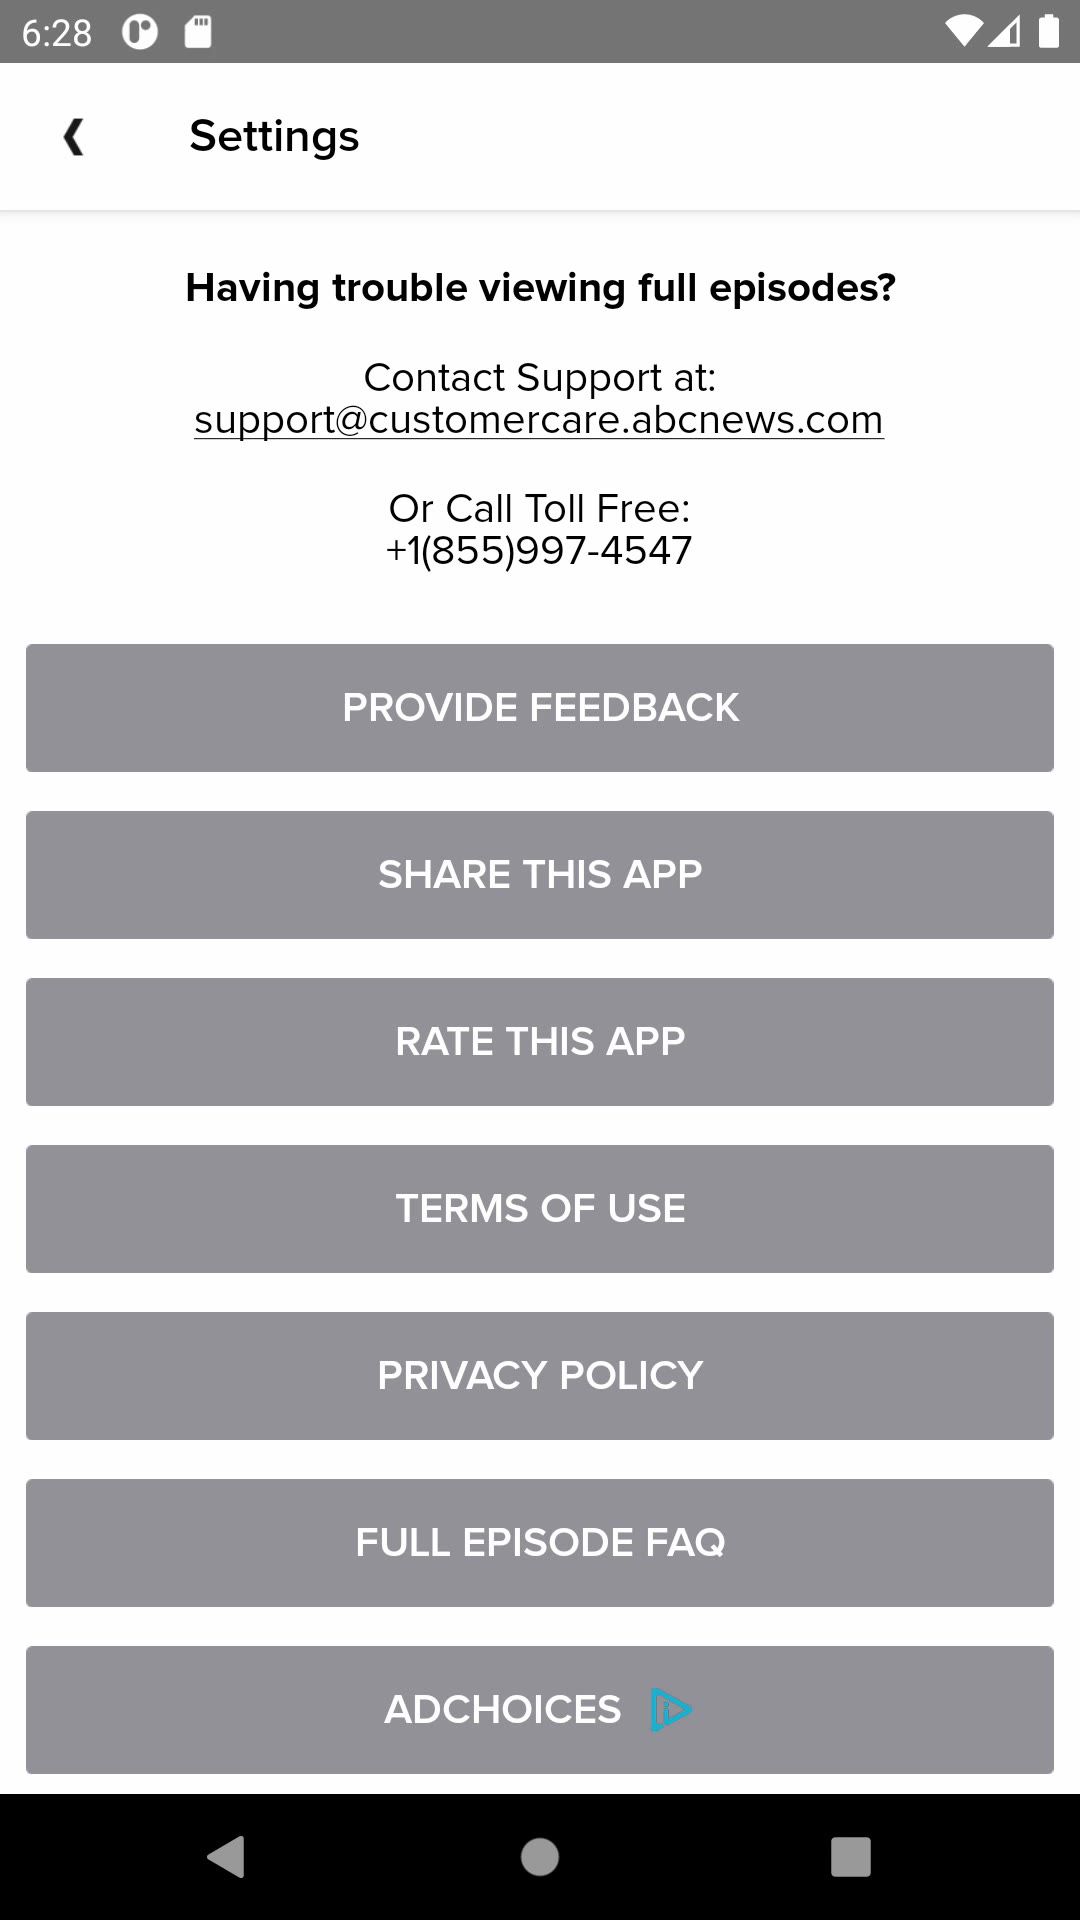 6:28
Settings
Having trouble viewing full episodes?
Contact Support at:
support@customercare.abcnews.com
Or Call Toll Free:
+1(855)997-4547
PROVIDE FEEDBACK
SHARE THIS APP
RATE THIS APP
TERMS OF USE
PRIVACY POLICY
FULL EPISODE FAQ
ADCHOICES